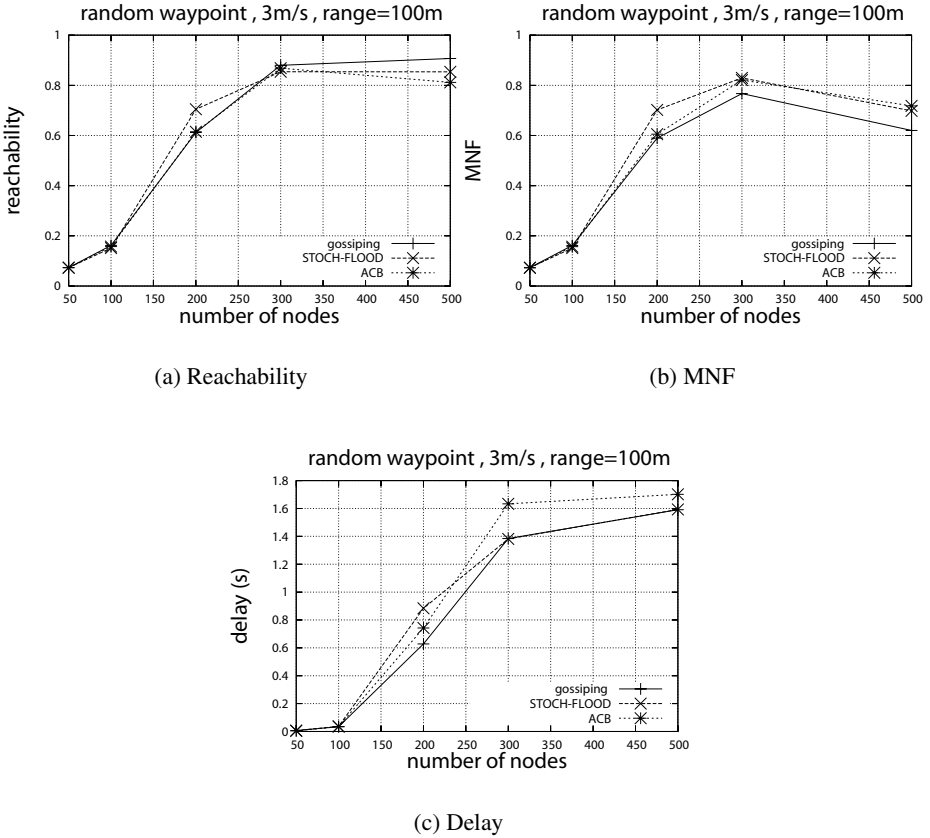 random waypoint , 3m/s , range=100m
reachability
1
0.8
0.6
0.4
0.2
0
gossiping
STOCH-FLOOD
ACB
50 100 150 200 250 300 350 400 450 500
number of nodes
(a) Reachability
random waypoint , 3m/s , range=100m
MNF
1
0.8
0.6
0.4
0.2
0
gossiping
STOCH-FLOOD
ACB
50 100 150 200 250 300 350 400 450 500
number of nodes
(b) MNF
random waypoint , 3m/s , range=100m
delay (s)
1.8
1.6
1.4
1.2
1
0.8
0.6
0.4
0.2
0
gossiping
STOCH-FLOOD
ACB
50 100 150 200 250 300 350 400 450 500
number of nodes
(c) Delay